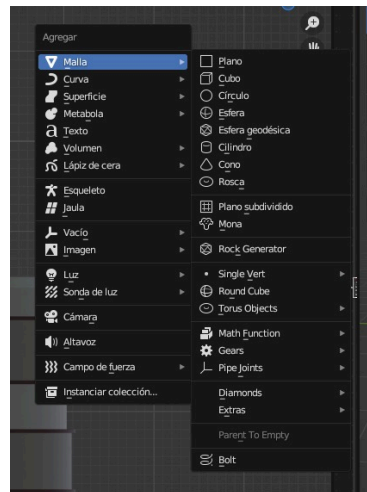 Agregar
Malla
Curva
Superficie
Metabola
Texto
Volumen
Lápiz de cera
Esqueleto
Jaula
Vacío
Imagen
Luz
Sonda de luz
Cámara
Altavoz
Campo de fuerza
Instanciar colección...
Plano
Cubo
Círculo
Esfera
Esfera geodésica
Cilindro
Cono
Rosca
Plano subdividido
Mona
Rock Generator
Single Vert
Round Cube
Torus Objects
Math Function
Gears
Pipe Joints
Diamonds
Extras
Parent To Empty
Bolt